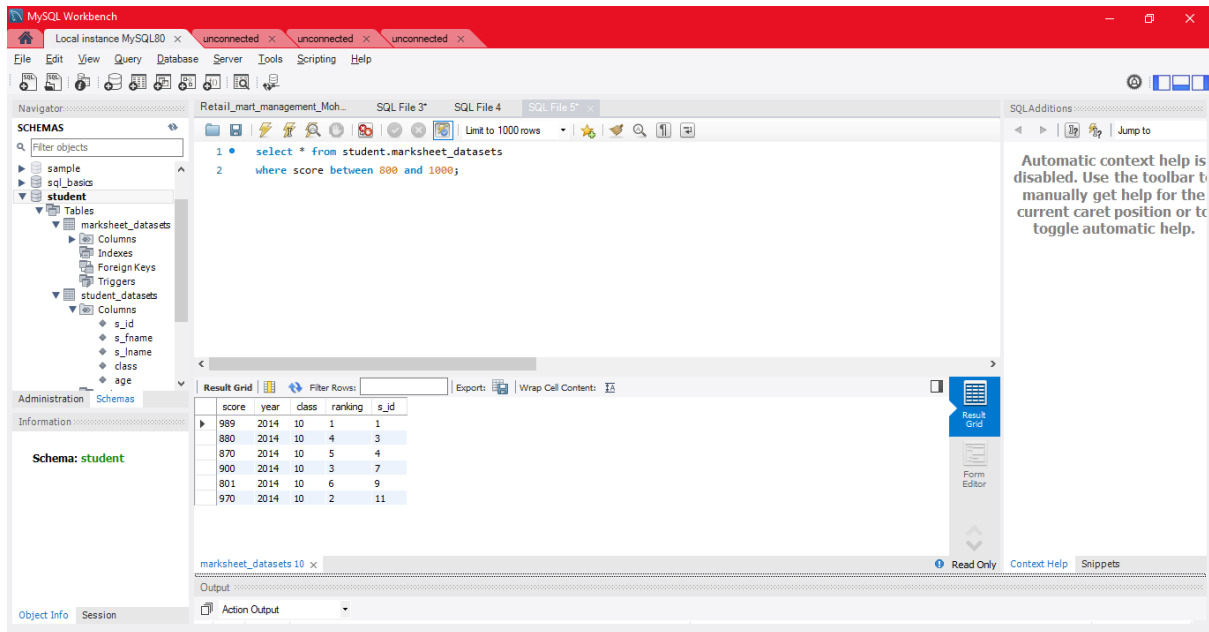 MySQL Workbench
Local instance MySQL80
unconnected
unconnected
unconnected
File Edit View Query Database Server Tools Scripting Help
Navigator
SCHEMAS
Filter objects
sample
sql_basics
student
Tables
marksheet_datasets
Columns
Indexes
Foreign Keys
Triggers
student_datasets
Columns
s_id
s_fname
s_lname
class
age
Administration Schemas
Information
Schema: student
Object Info Session
Retail_mart_management_Moh... SQL File 3* SQL File 4 SQL File 5*
Limit to 1000 rows
1 select * from student.marksheet_datasets
2 where score between 800 and 1000;
Result Grid Filter Rows: Export: Wrap Cell Content:
score year class ranking s_id
989 2014 10 1 1
880 2014 10 4 3
870 2014 10 5 4
900 2014 10 3 7
801 2014 10 6 9
970 2014 10 2 11
Result
Grid
Form
Editor
marksheet_datasets 10
Read Only
Output
Action Output
SQLAdditions
Jump to
Automatic context help is
disabled. Use the toolbar to
manually get help for the
current caret position or to
toggle automatic help.
Context Help Snippets